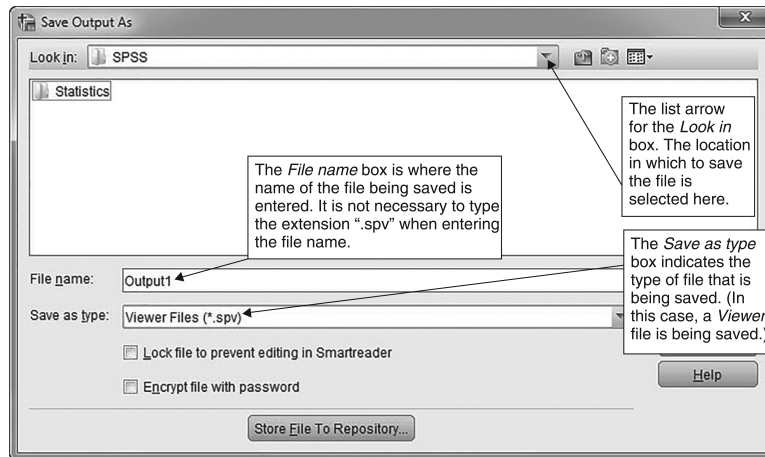 Save Output As
X
Look in: SPSS
Statistics
The list arrow
for the Look in
box. The location
in which to save
the file is
selected here.
The File name box is where the
name of the file being saved is
entered. It is not necessary to type
the extension “.spv” when entering
the file name.
The Save as type
box indicates the
type of file that is
being saved. (In
this case, a Viewer
file is being saved.)
File name: Output1
Save as type: Viewer Files (*.spv)
Lock file to prevent editing in Smartreader
Encrypt file with password
Help
Store File To Repository...